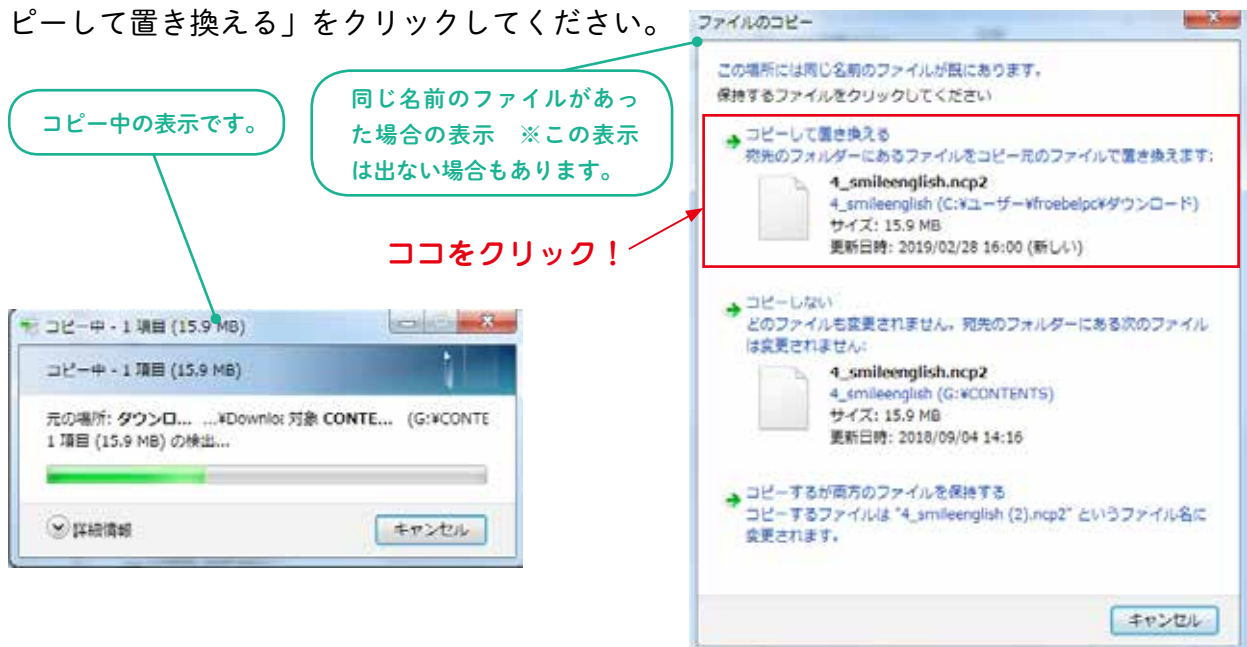 ピーして置き換える」をクリックしてください。
コピー中の表示です。
同じ名前のファイルがあっ
た場合の表示　※この表示
は出ない場合もあります。
ココをクリック！
コピー中 - 1 項目 (15.9 MB)
コピー中 - 1 項目 (15.9 MB)
元の場所: ダウンロ... ...¥Downloa 対象 CONTE... (G:¥CONTE
1 項目 (15.9 MB) の検出...
詳細情報
キャンセル
ファイルのコピー
この場所には同じ名前のファイルが既にあります。
保持するファイルをクリックしてください
コピーして置き換える
宛先のフォルダーにあるファイルをコピー元のファイルで置き換えます:
4_smileenglish.ncp2
4_smileenglish (C:¥ユーザー¥froebelpc¥ダウンロード)
サイズ: 15.9 MB
更新日時: 2019/02/28 16:00 (新しい)
コピーしない
どのファイルも変更されません。宛先のフォルダーにある次のファイル
は変更されません:
4_smileenglish.ncp2
4_smileenglish (G:¥CONTENTS)
サイズ: 15.9 MB
更新日時: 2018/09/04 14:16
コピーするが両方のファイルを保持する
コピーするファイルは "4_smileenglish (2).ncp2" というファイル名に
変更されます。
キャンセル